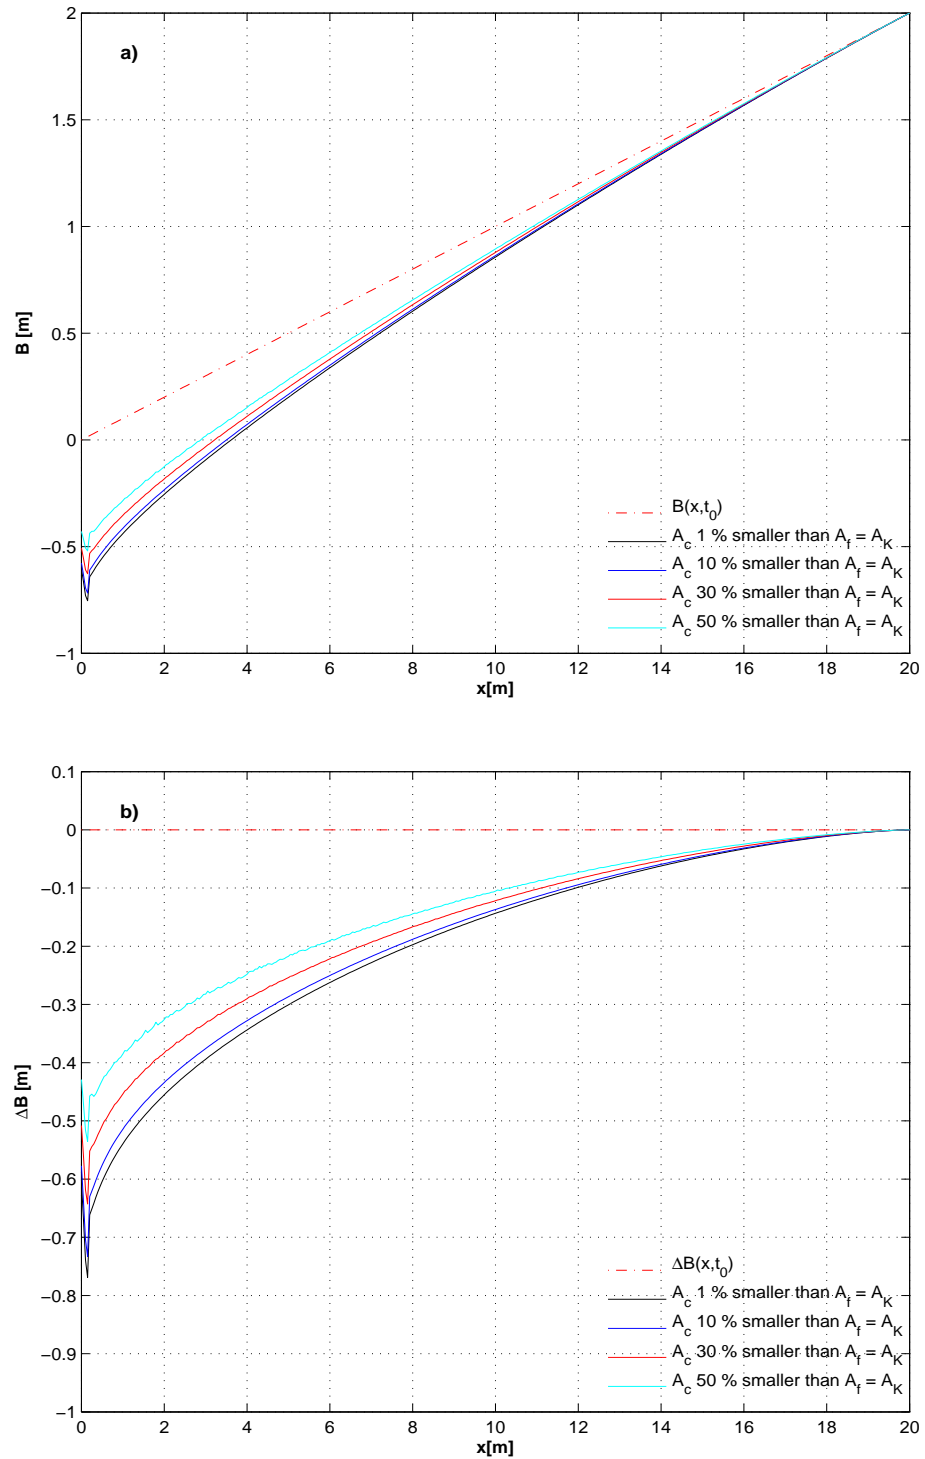 a)
2
1.5
1
0.5
0
−0.5
−1
B [m]
B(x,t0)
Ac 1 % smaller than Af = AK
Ac 10 % smaller than Af = AK
Ac 30 % smaller than Af = AK
Ac 50 % smaller than Af = AK
0 2 4 6 8 10 12 14 16 18 20
x[m]
b)
0.1
0
−0.1
−0.2
−0.3
−0.4
−0.5
−0.6
−0.7
−0.8
−0.9
−1
ΔB [m]
ΔB(x,t0)
Ac 1 % smaller than Af = AK
Ac 10 % smaller than Af = AK
Ac 30 % smaller than Af = AK
Ac 50 % smaller than Af = AK
0 2 4 6 8 10 12 14 16 18 20
x[m]